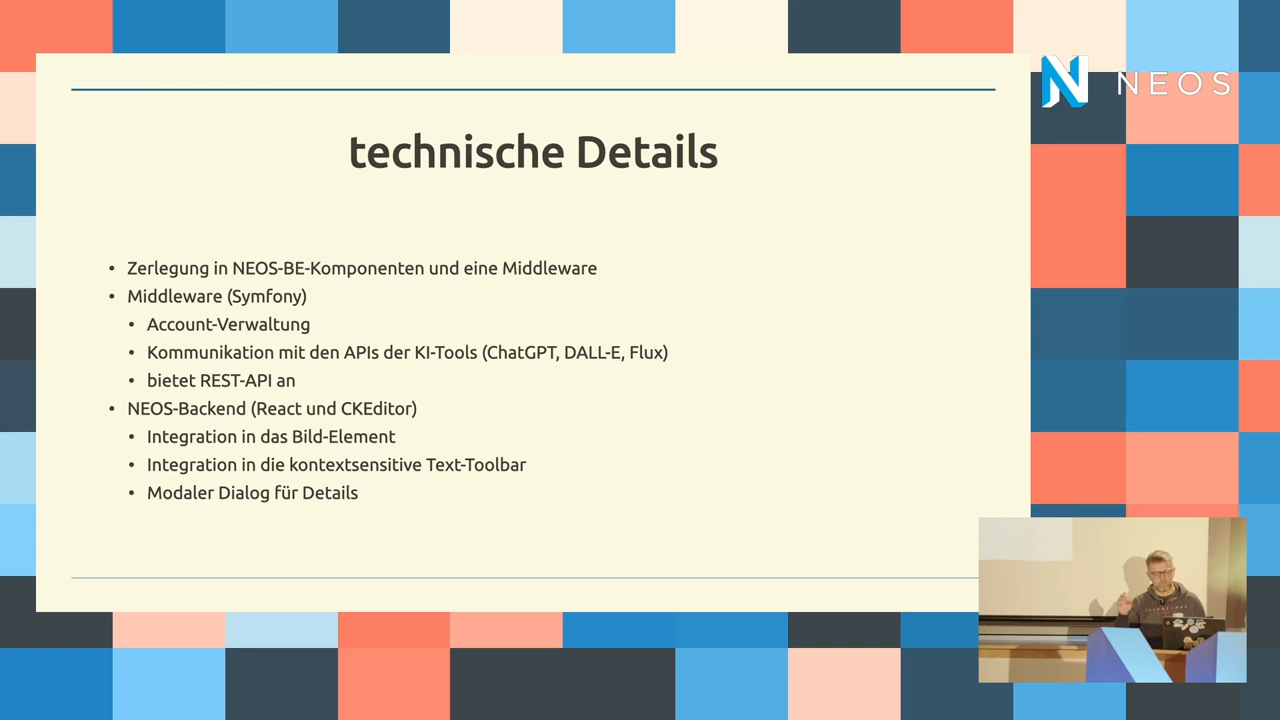 NEOS
technische Details
• Zerlegung in NEOS-BE-Komponenten und eine Middleware
• Middleware (Symfony)
• Account-Verwaltung
• Kommunikation mit den APIs der KI-Tools (ChatGPT, DALL-E, Flux)
• bietet REST-API an
• NEOS-Backend (React und CKEditor)
• Integration in das Bild-Element
• Integration in die kontextsensitive Text-Toolbar
• Modaler Dialog für Details